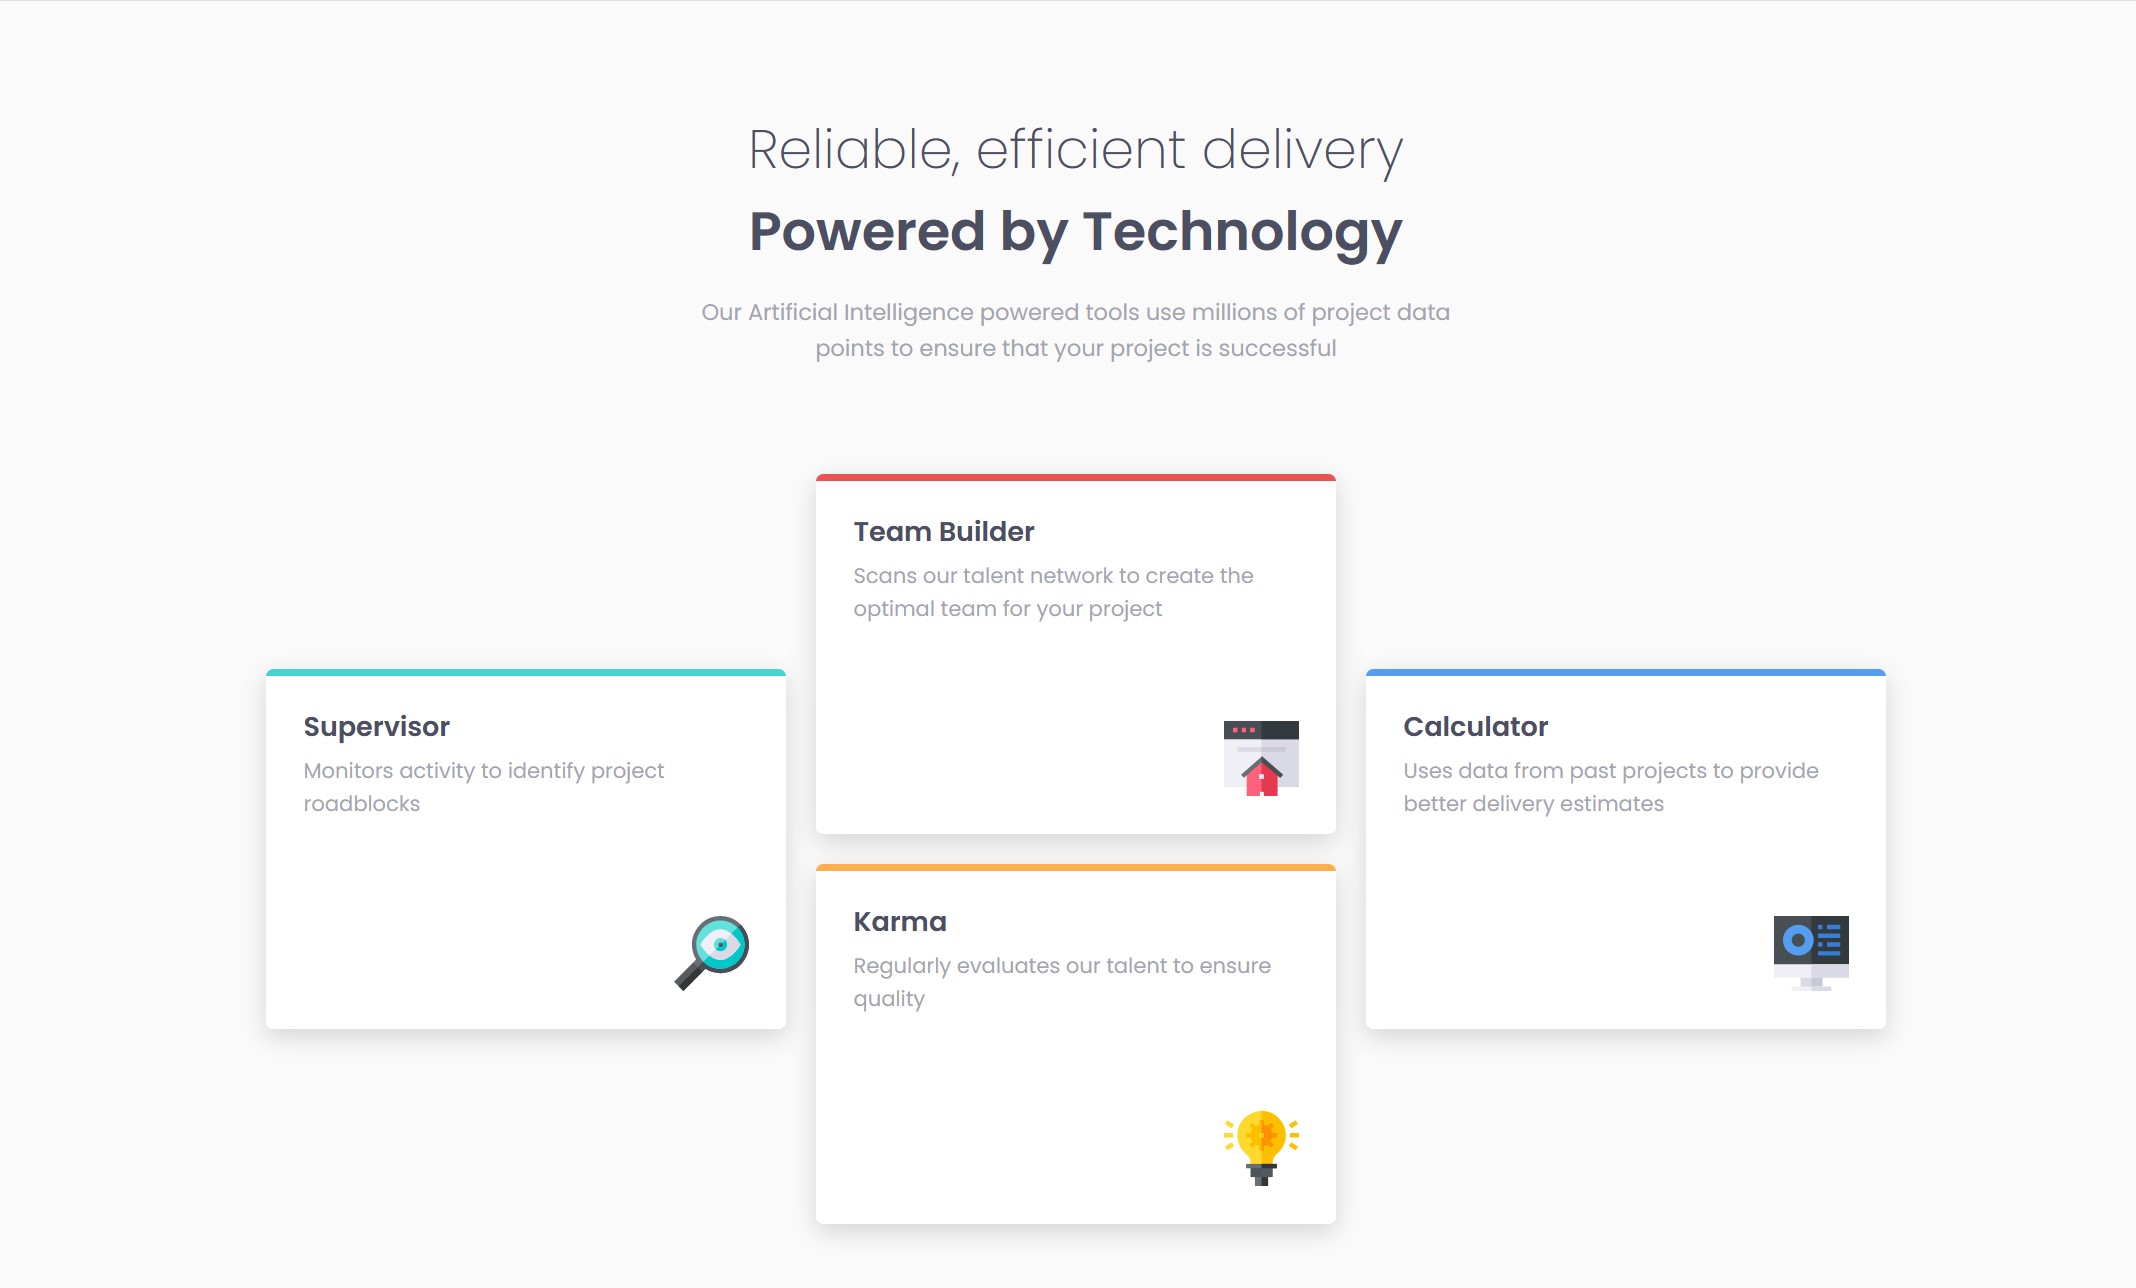 Reliable, efficient delivery
Powered by Technology
Our Artificial Intelligence powered tools use millions of project data
points to ensure that your project is successful
Supervisor
Monitors activity to identify project
roadblocks
Team Builder
Scans our talent network to create the
optimal team for your project
Karma
Regularly evaluates our talent to ensure
quality
Calculator
Uses data from past projects to provide
better delivery estimates